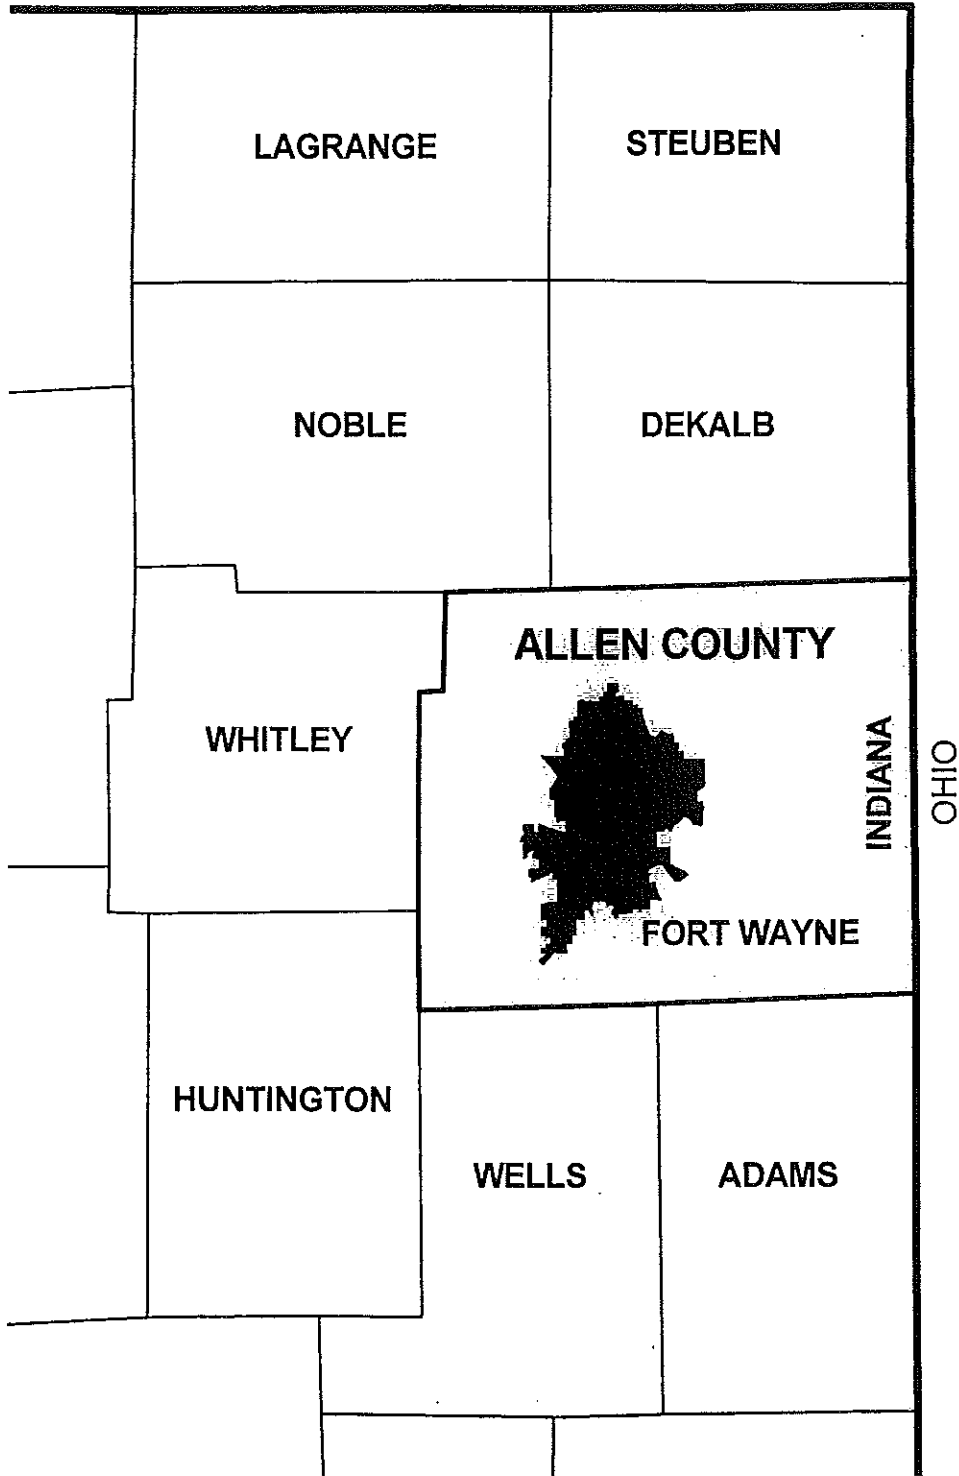 LAGRANGE
STEUBEN
NOBLE
DEKALB
ALLEN COUNTY
WHITLEY
INDIANA
OHIO
FORT WAYNE
HUNTINGTON
WELLS
ADAMS